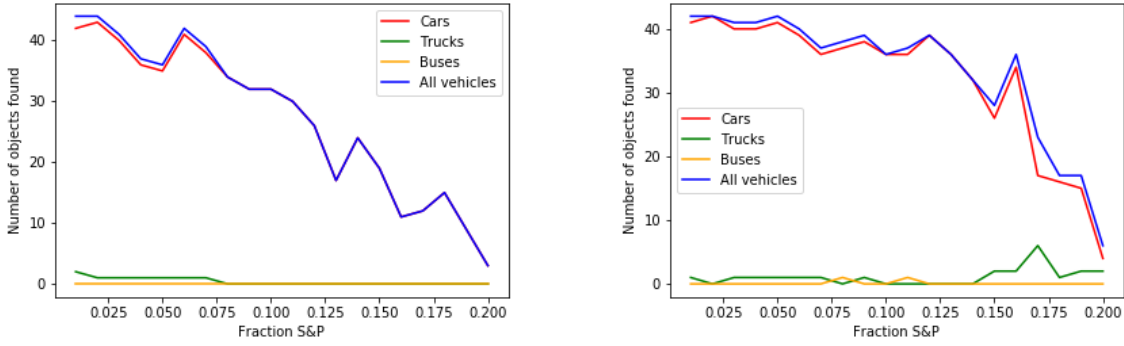 Number of objects found
40
30
20
10
0
Cars
Trucks
Buses
All vehicles
0.025 0.050 0.075 0.100 0.125 0.150 0.175 0.200
Fraction S&P
Number of objects found
40
30
20
10
0
Cars
Trucks
Buses
All vehicles
0.025 0.050 0.075 0.100 0.125 0.150 0.175 0.200
Fraction S&P